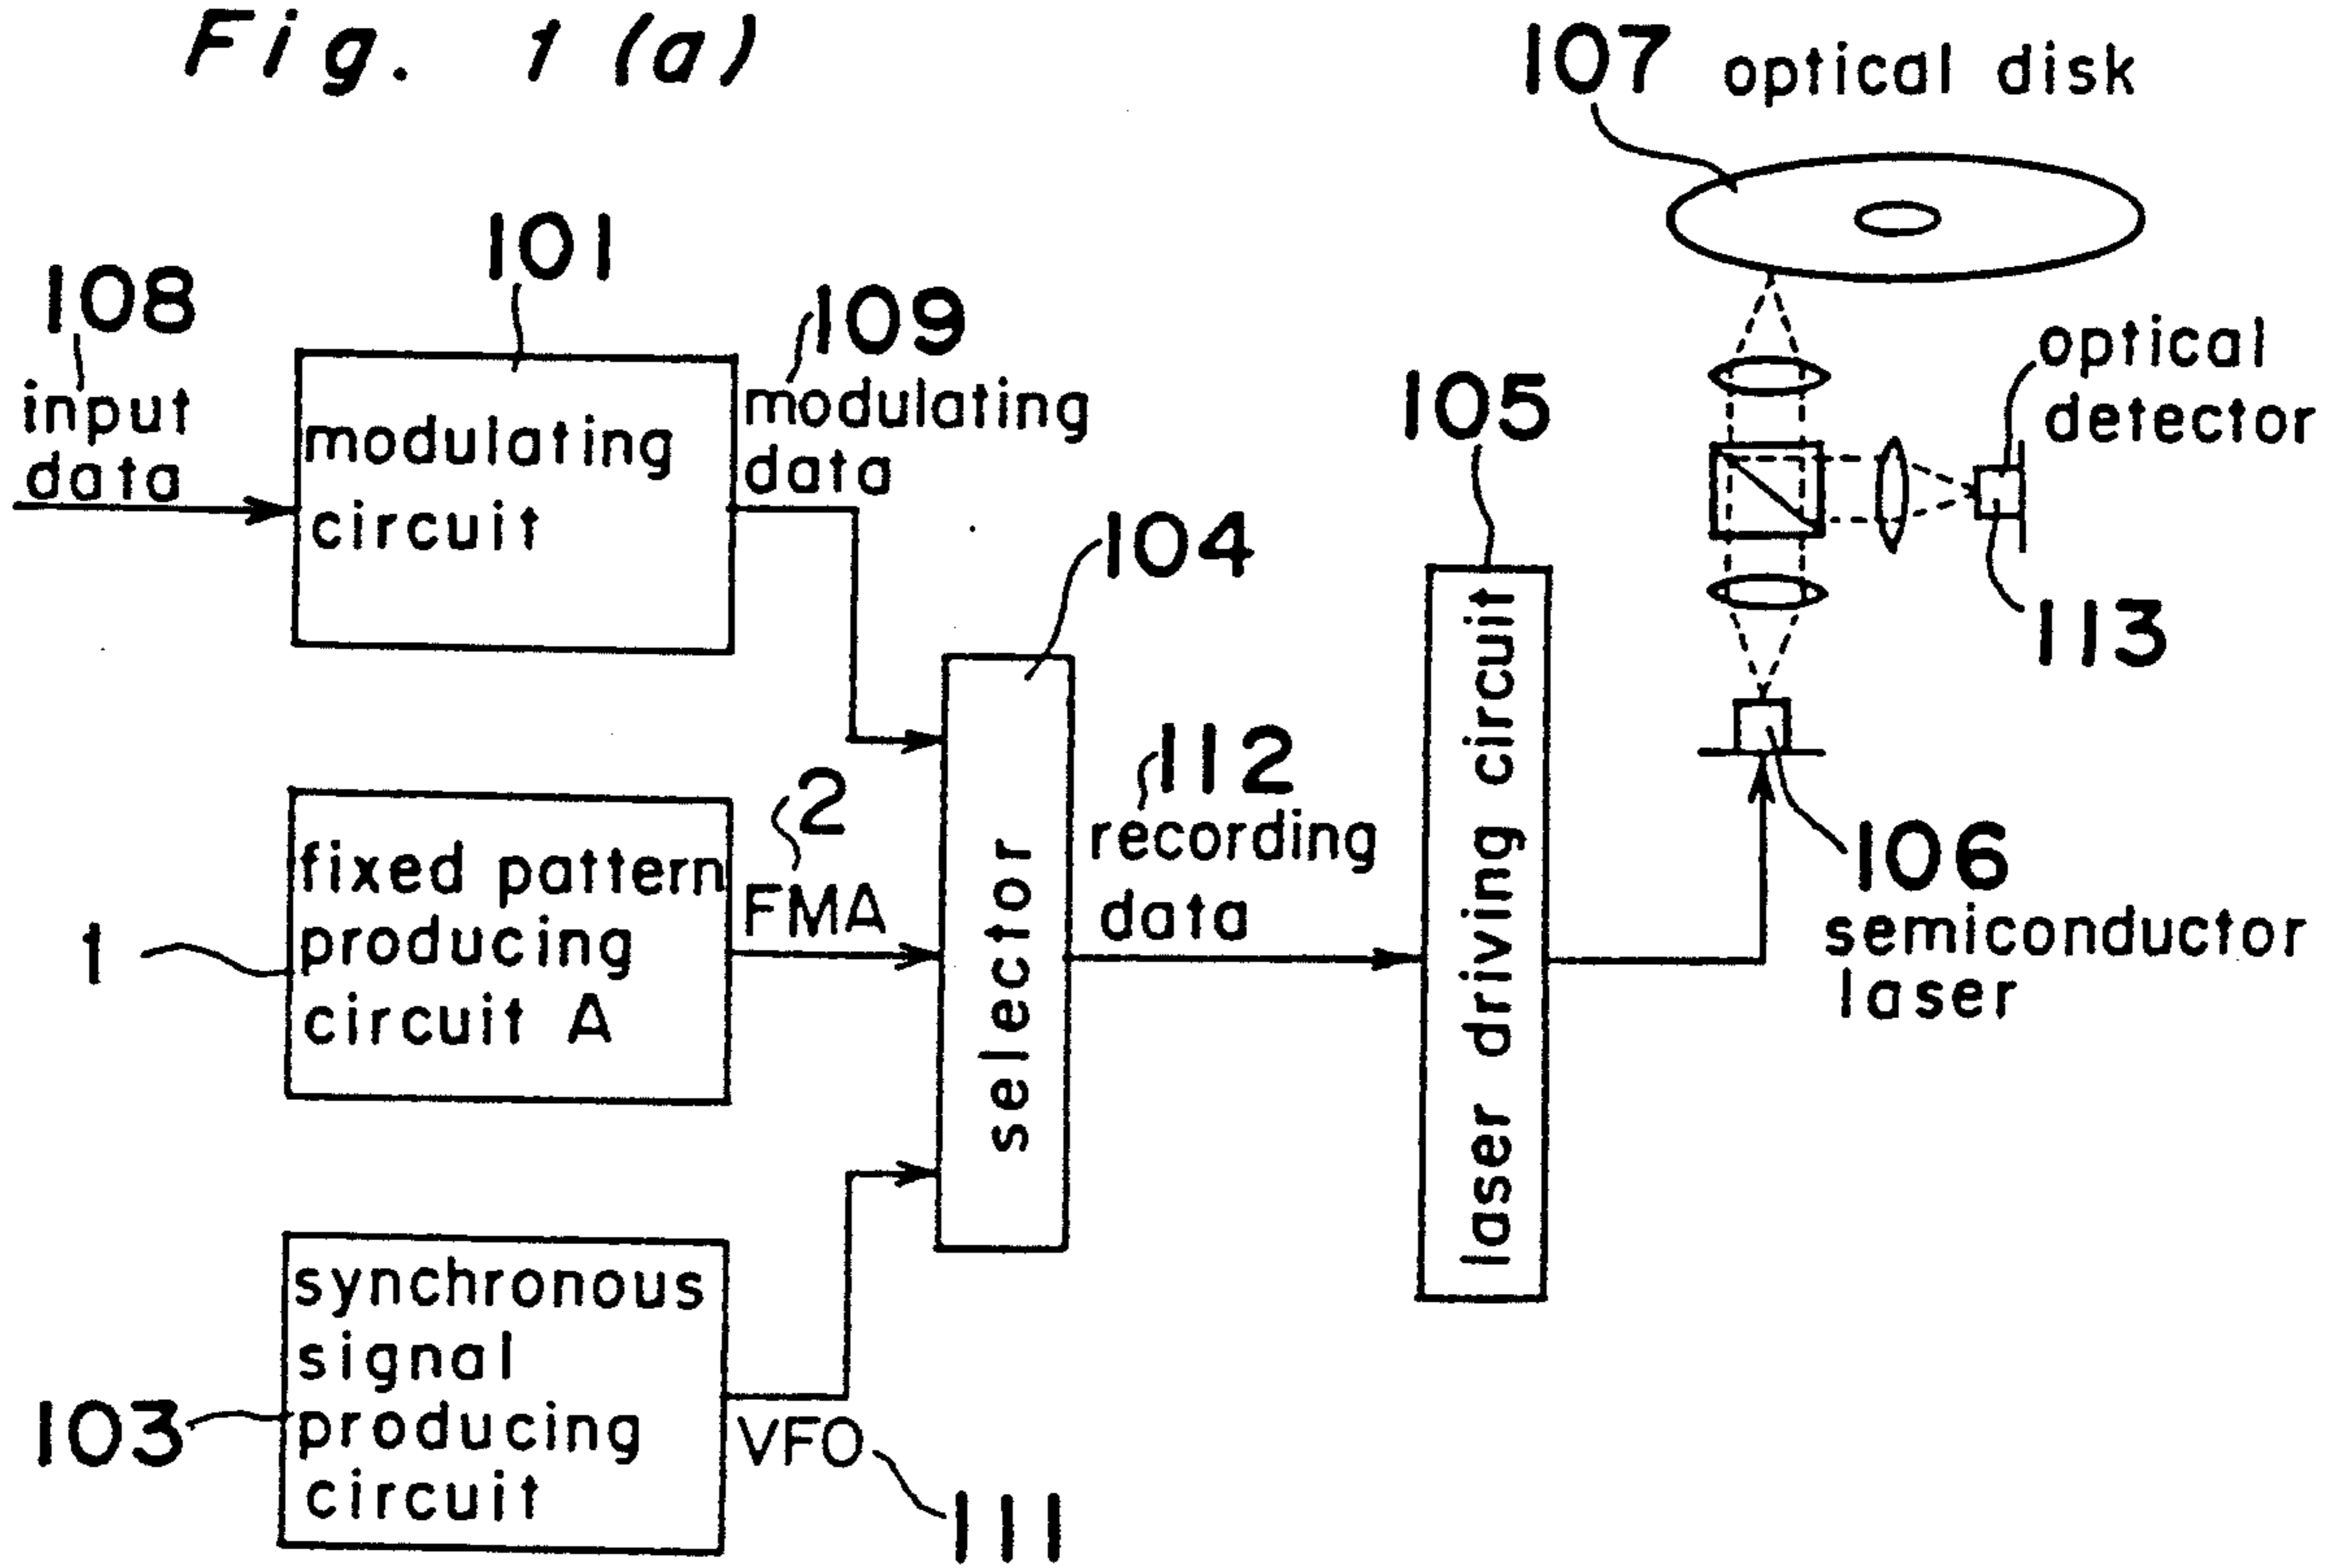 Fig. 1 (a)
107 optical disk
101
108
input
data
modulating
circuit
109
modulating
data
105
optical
detector
104
113
laser driving circuit
selector
112
recording
data
106
semiconductor
laser
1
fixed pattern
producing
circuit A
2
FMA
103
synchronous
signal
producing
circuit
VFO
111